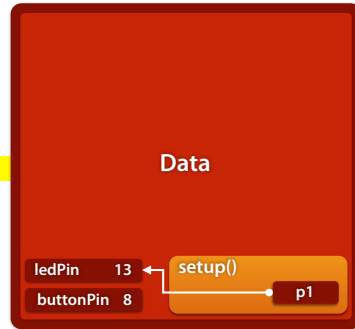 Data
ledPin 13
setup()
p1
buttonPin 8